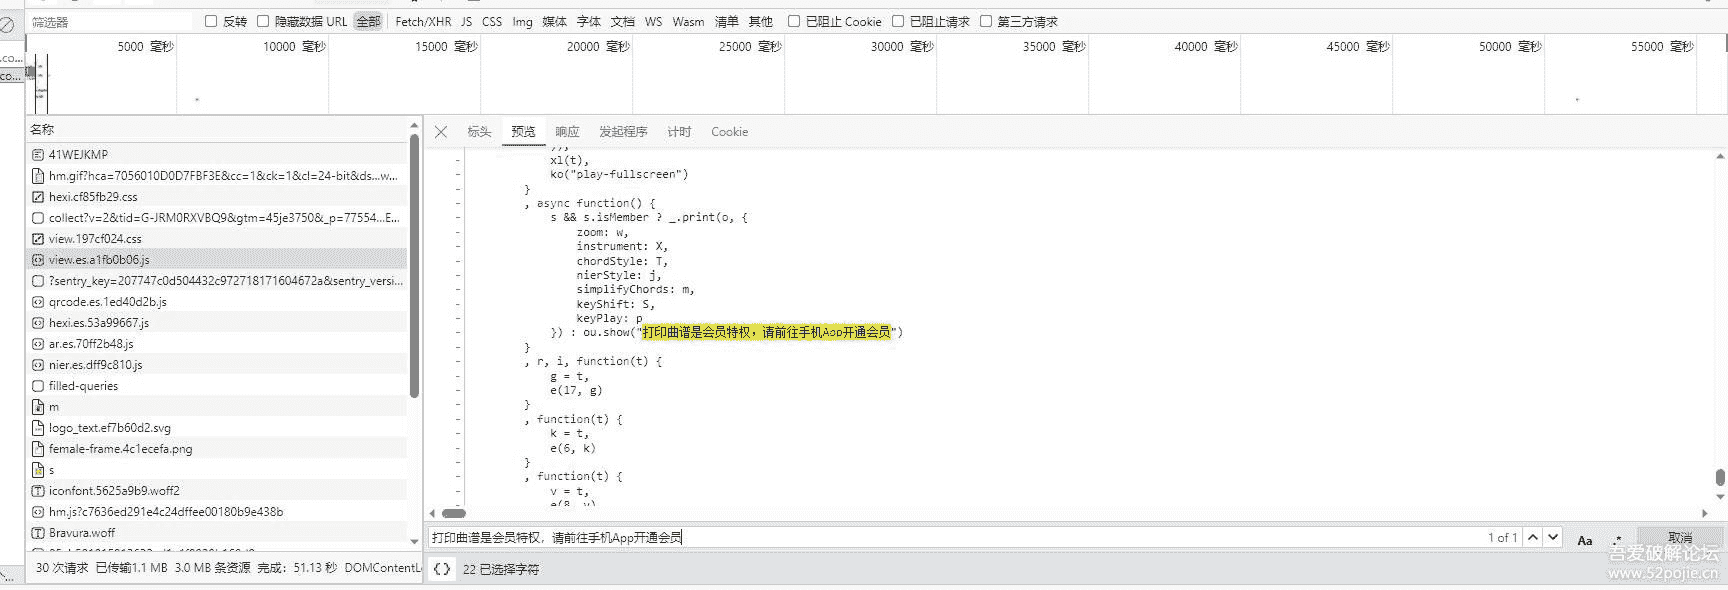 筛选器 反转 隐藏数据 URL 全部 Fetch/XHR JS CSS Img 媒体 字体 文档 WS Wasm 清单 其他 已阻止 Cookie 已阻止请求 第三方请求
5000 毫秒 10000 毫秒 15000 毫秒 20000 毫秒 25000 毫秒 30000 毫秒 35000 毫秒 40000 毫秒 45000 毫秒 50000 毫秒 55000 毫秒
.co...
co...
名称
41WEJKMP
hm.gif?hca=7056010D0D7FBF3E&cc=1&ck=1&cl=24-bit&ds...w...
hexi.cf85fb29.css
collect?v=2&tid=G-JRM0RXVBQ9&gtm=45je3750&_p=77554...E...
view.197cf024.css
view.es.a1fb0b06.js
?sentry_key=207747c0d504432c972718171604672a&sentry_versi...
qrcode.es.1ed40d2b.js
hexi.es.53a99667.js
ar.es.70ff2b48.js
nier.es.dff9c810.js
filled-queries
m
logo_text.ef7b60d2.svg
female-frame.4c1ecefa.png
s
iconfont.5625a9b9.woff2
hm.js?c7636ed291e4c24dffee00180b9e438b
Bravura.woff
30 次请求 已传输1.1 MB 3.0 MB 条资源 完成：51.13 秒 DOMContentLo
标头 预览 响应 发起程序 计时 Cookie
xl(t),
ko("play-fullscreen")
}
, async function() {
s && s.isMember ? _.print(o, {
zoom: w,
instrument: X,
chordStyle: T,
nierStyle: j,
simplifyChords: m,
keyShift: S,
keyPlay: p
}) : ou.show("打印曲谱是会员特权，请前往手机App开通会员")
}
, r, i, function(t) {
g = t,
e(17, g)
}
, function(t) {
k = t,
e(6, k)
}
, function(t) {
v = t,
e(8, v)
打印曲谱是会员特权，请前往手机App开通会员 1 of 1 Aa .* 取消
{} 22 已选择字符
吾爱破解论坛
www.52pojie.cn